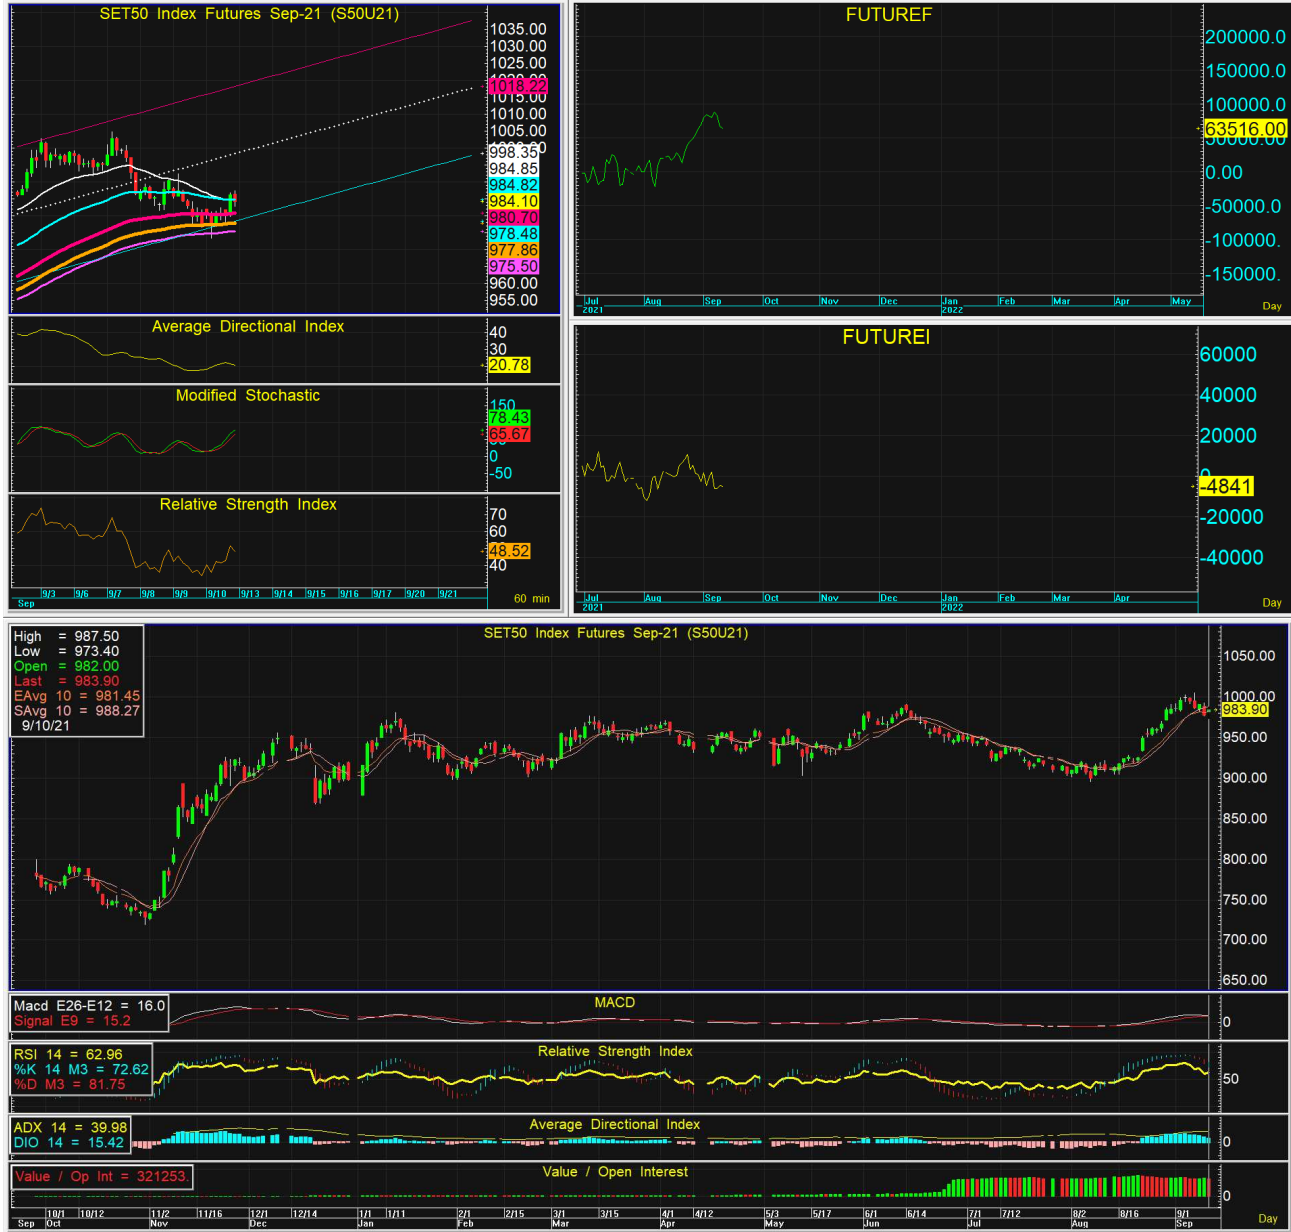 SET50 Index Futures Sep-21 (S50U21)
1035.00
1030.00
1025.00
1018.22
1015.00
1010.00
1005.00
998.35
984.85
984.82
984.10
980.70
978.48
977.86
975.50
960.00
955.00
Average Directional Index
40
30
20.78
Modified Stochastic
150
78.43
65.67
0
-50
Relative Strength Index
70
60
48.52
40
9/3 9/6 9/7 9/8 9/9 9/10 9/13 9/14 9/15 9/16 9/17 9/20 9/21
Sep
60 min
FUTUREF
200000.0
150000.0
100000.0
63516.00
0.00
-50000.0
-100000.
-150000.
Jul Aug Sep Oct Nov Dec Jan Feb Mar Apr May
2021 2022
Day
FUTUREI
60000
40000
20000
-4841
-20000
-40000
Jul Aug Sep Oct Nov Dec Jan Feb Mar Apr
2021 2022
Day
SET50 Index Futures Sep-21 (S50U21)
High = 987.50
Low = 973.40
Open = 982.00
Last = 983.90
EAvg 10 = 981.45
SAvg 10 = 988.27
9/10/21
1050.00
1000.00
983.90
950.00
900.00
850.00
800.00
750.00
700.00
650.00
MACD
Macd E26-E12 = 16.0
Signal E9 = 15.2
0
Relative Strength Index
RSI 14 = 62.96
%K 14 M3 = 72.62
%D M3 = 81.75
50
Average Directional Index
ADX 14 = 39.98
DIO 14 = 15.42
0
Value / Open Interest
Value / Op Int = 321253.
0
10/1 10/12 11/2 11/16 12/1 12/14 1/1 1/11 2/1 2/15 3/1 3/15 4/1 4/12 5/3 5/17 6/1 6/14 7/1 7/12 8/2 8/16 9/1
Sep Oct Nov Dec Jan Feb Mar Apr May Jun Jul Aug Sep
Day